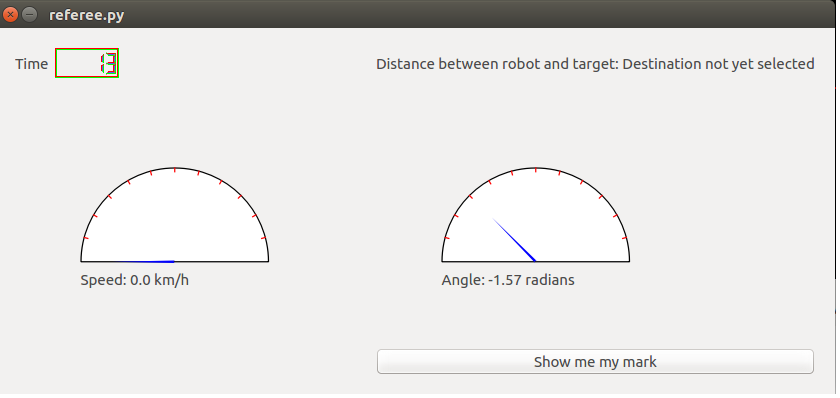 referee.py
Time 13
Distance between robot and target: Destination not yet selected
Speed: 0.0 km/h
Angle: -1.57 radians
Show me my mark